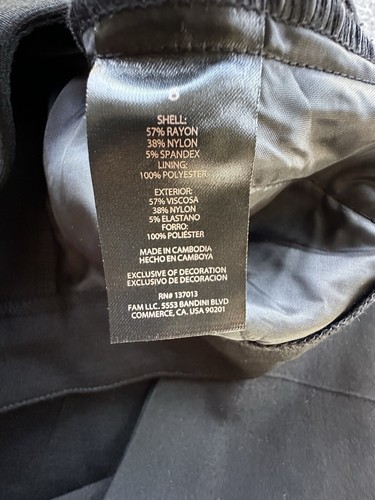 SHELL:
57% RAYON
38% NYLON
5% SPANDEX
LINING:
100% POLYESTER
EXTERIOR:
57% VISCOSA
38% NYLON
5% ELASTANO
FORRO:
100% POLIÉSTER
MADE IN CAMBODIA
HECHO EN CAMBOYA
EXCLUSIVE OF DECORATION
EXCLUSIVO DE DECORACION
RN# 137013
FAM LLC. 5553 BANDINI BLVD
COMMERCE, CA. USA 90201